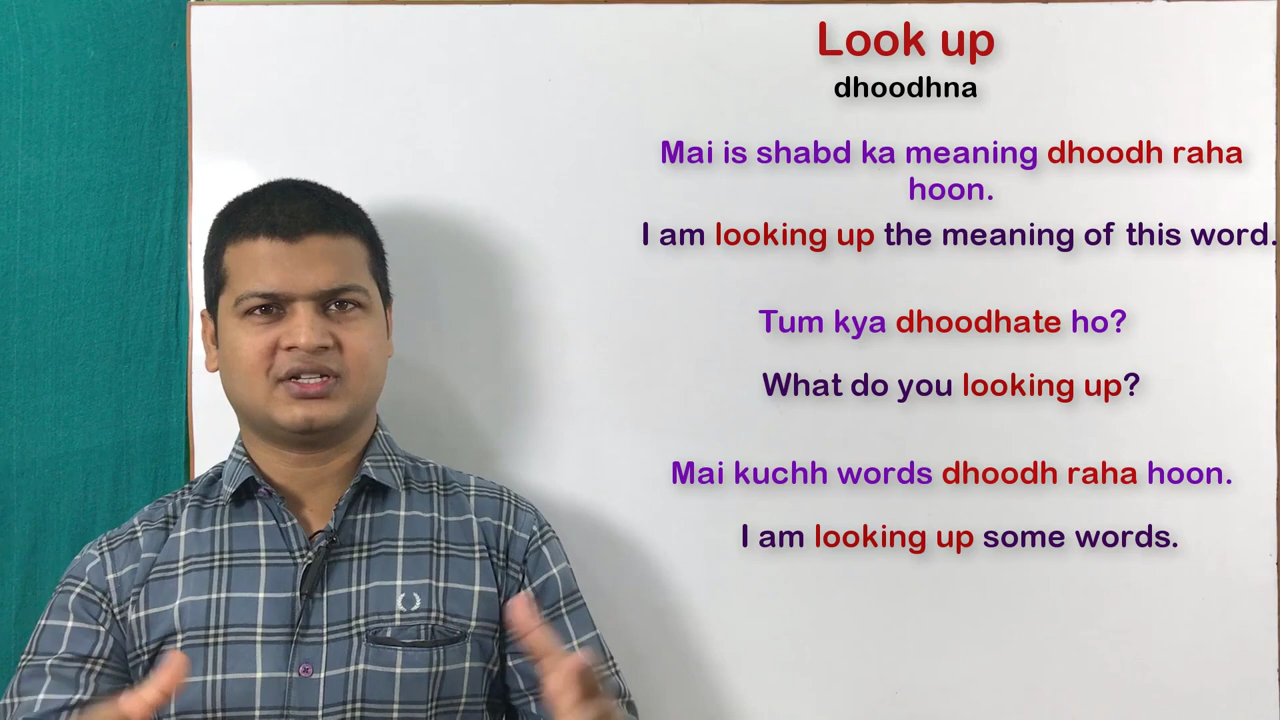 Look up
dhoodhna
Mai is shabd ka meaning dhoodh raha
hoon.
I am looking up the meaning of this word.
Tum kya dhoodhate ho?
What do you looking up?
Mai kuchh words dhoodh raha hoon.
I am looking up some words.